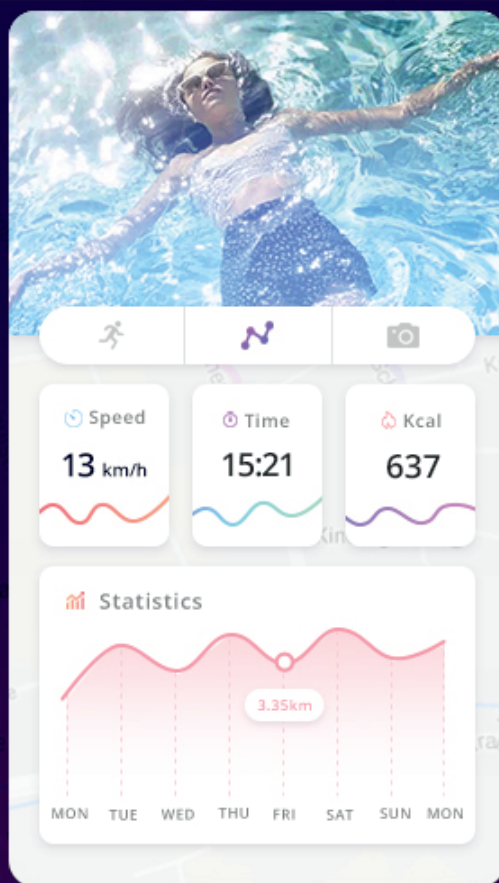 Speed
13 km/h
Time
15:21
Kcal
637
Statistics
3.35km
MON TUE WED THU FRI SAT SUN MON